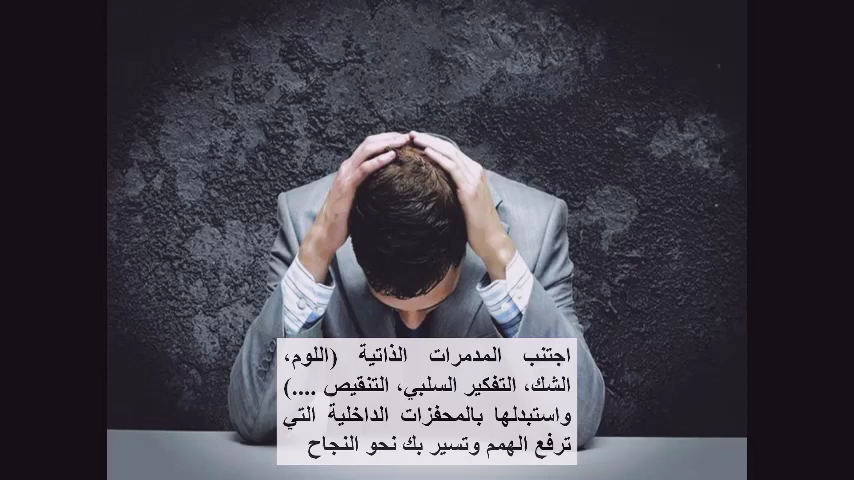 اجتنب المدمرات الذاتية (اللوم،
الشك، التفكير السلبي، التنقيص ....)
واستبدلها بالمحفزات الداخلية التي
ترفع الهمم وتسير بك نحو النجاح